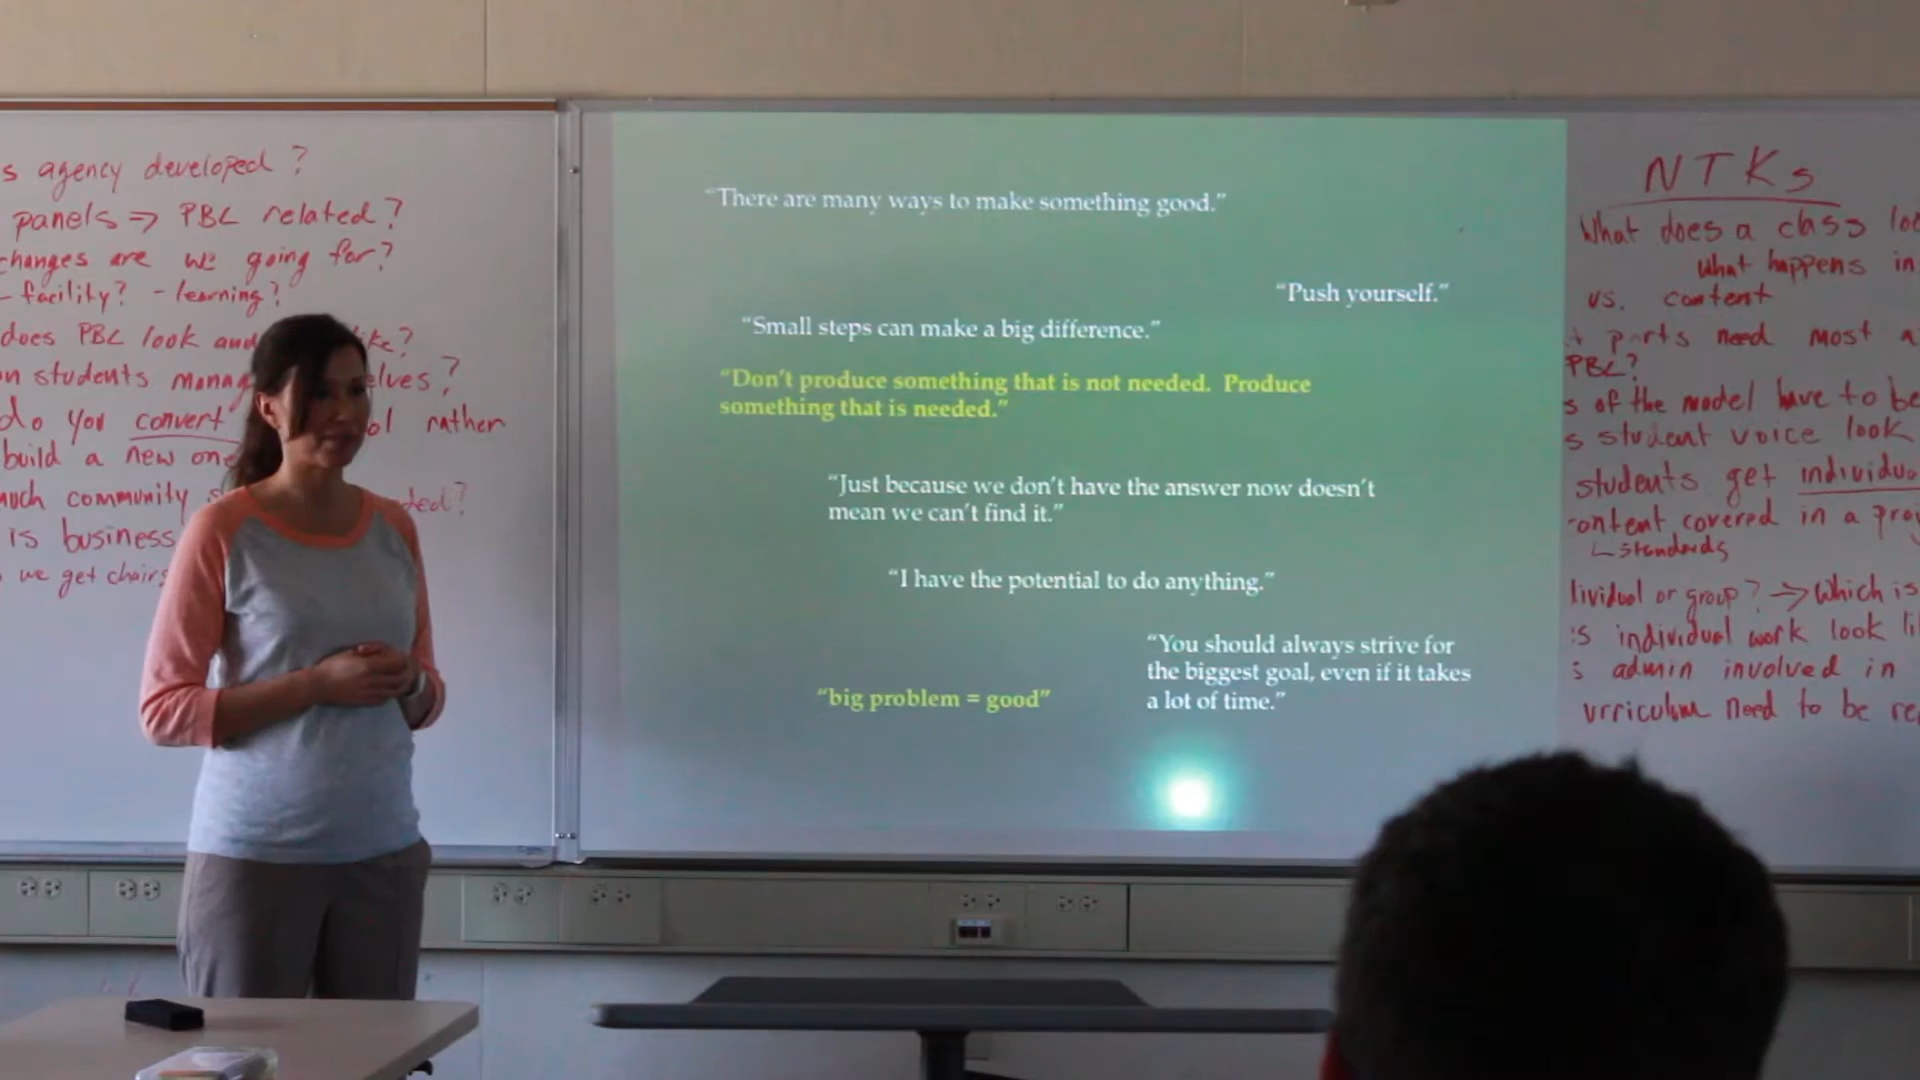 s agency developed?
panels => PBL related?
changes are we going for?
- facility? - learning?
does PBL look and
on students
do you convert rather
build a new one
much community
is business
we get chairs
"There are many ways to make something good."
"Push yourself."
"Small steps can make a big difference."
"Don't produce something that is not needed. Produce
something that is needed."
"Just because we don't have the answer now doesn't
mean we can't find it."
"I have the potential to do anything."
"You should always strive for
the biggest goal, even if it takes
a lot of time."
"big problem = good"
NTKs
What does a class
what happens in
vs. content
parts need most
PBL?
s of the model have to be
s student voice look
students get
content covered in a
standards
or group? -> Which is
individual work look
s admin involved in
need to be